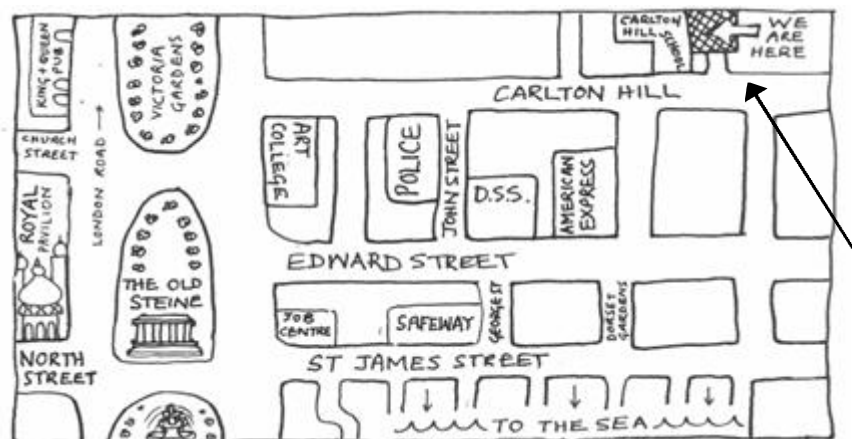 KING + QUEEN
PUB
VICTORIA
GARDENS
CARLTON
HILL
SCHOOL
WE
ARE
HERE
CARLTON HILL
CHURCH
STREET
LONDON ROAD
ART
COLLEGE
POLICE
JOHN STREET
D.S.S.
AMERICAN
EXPRESS
ROYAL
PAVILION
EDWARD STREET
THE OLD
STEINE
JOB
CENTRE
SAFEWAY
GEORGE ST
DORSET
GARDENS
NORTH
STREET
ST JAMES STREET
TO THE SEA